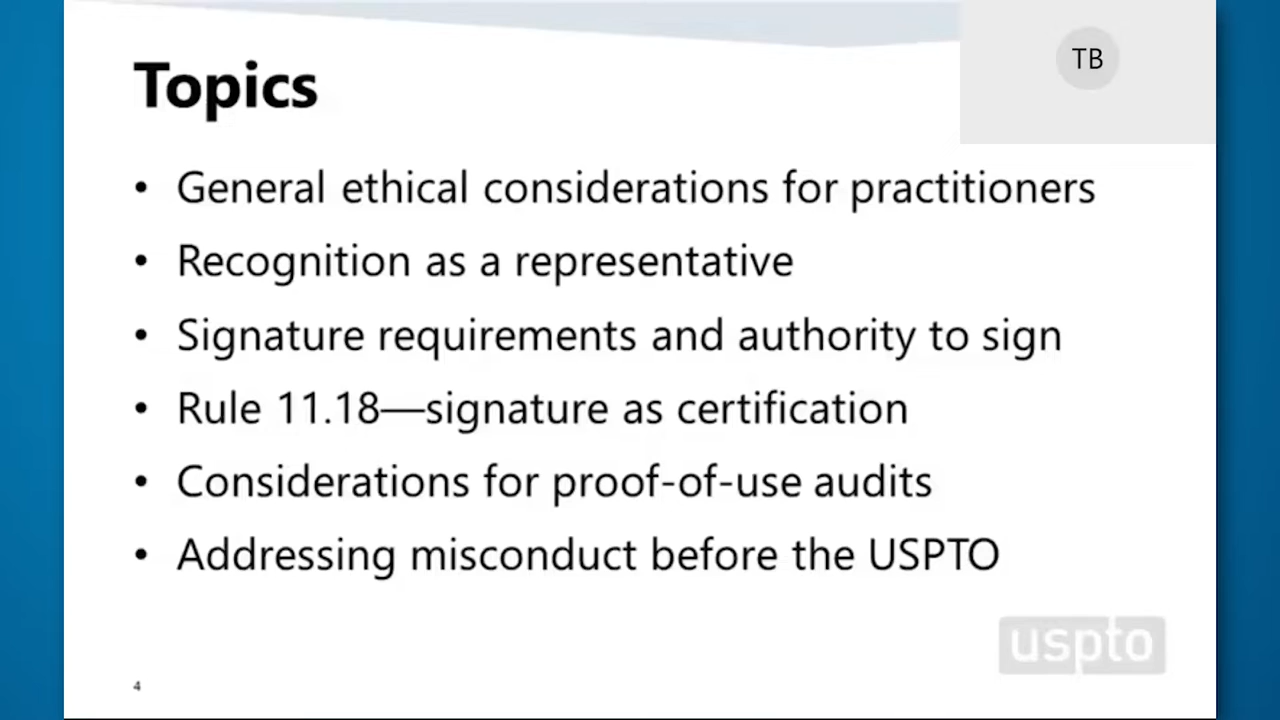 TB
Topics
• General ethical considerations for practitioners
• Recognition as a representative
• Signature requirements and authority to sign
• Rule 11.18—signature as certification
• Considerations for proof-of-use audits
• Addressing misconduct before the USPTO
uspto
4